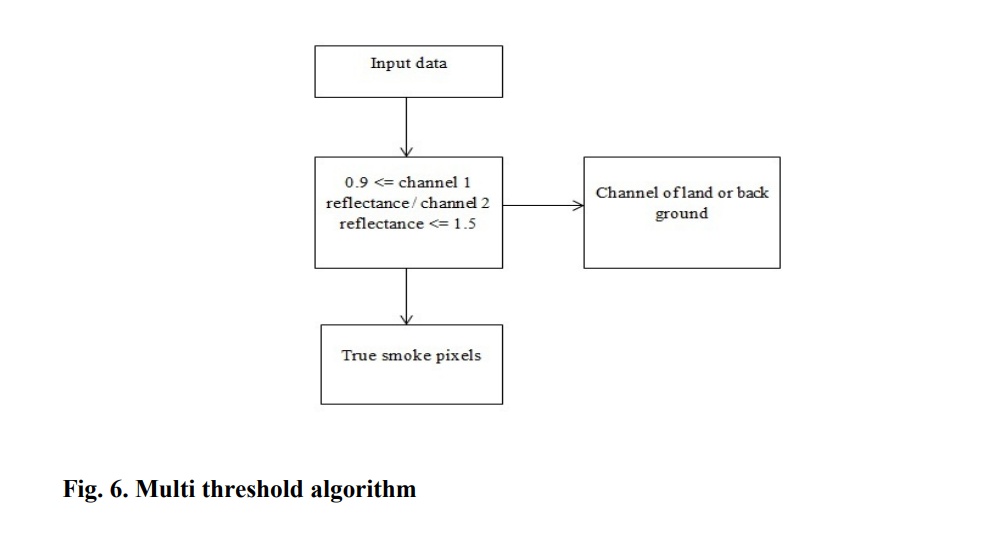 Input data
0.9 <= channel 1
reflectance / channel 2
reflectance <= 1.5
Channel of land or back
ground
True smoke pixels
Fig. 6. Multi threshold algorithm